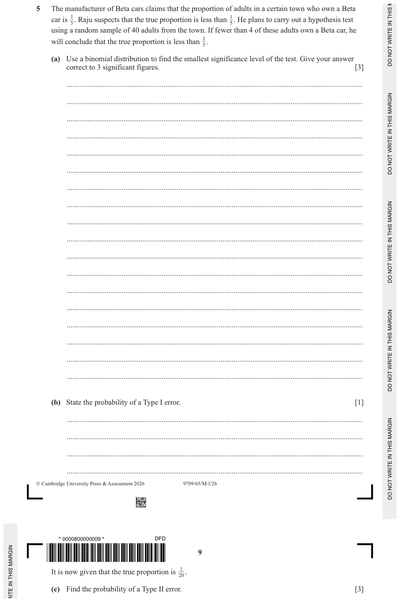 5 The manufacturer of Beta cars claims that the proportion of adults in a certain town who own a Beta
car is 1/5. Raju suspects that the true proportion is less than 1/5. He plans to carry out a hypothesis test
using a random sample of 40 adults from the town. If fewer than 4 of these adults own a Beta car, he
will conclude that the true proportion is less than 1/5.
(a) Use a binomial distribution to find the smallest significance level of the test. Give your answer
correct to 3 significant figures. [3]
(b) State the probability of a Type I error. [1]
© Cambridge University Press & Assessment 2026 9709/65/M/J/26
DO NOT WRITE IN THIS M
DO NOT WRITE IN THIS MARGIN
DO NOT WRITE IN THIS MARGIN
DO NOT WRITE IN THIS MARGIN
DO NOT WRITE IN THIS MARGIN
ITE IN THIS MARGIN
* 0000800000009 * DFD
9
It is now given that the true proportion is 1/20.
(c) Find the probability of a Type II error. [3]